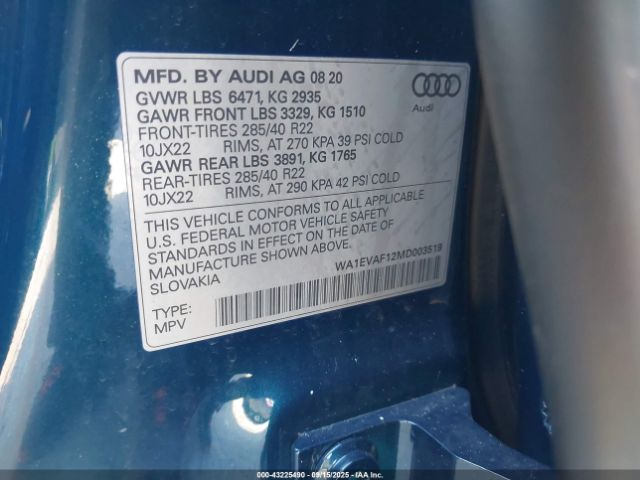 MFD. BY AUDI AG 08 20
GVWR LBS 6471, KG 2935
GAWR FRONT LBS 3329, KG 1510
FRONT-TIRES 285/40 R22
10JX22 RIMS, AT 270 KPA 39 PSI COLD
GAWR REAR LBS 3891, KG 1765
REAR-TIRES 285/40 R22
10JX22 RIMS, AT 290 KPA 42 PSI COLD
THIS VEHICLE CONFORMS TO ALL APPLICABLE
U.S. FEDERAL MOTOR VEHICLE SAFETY
STANDARDS IN EFFECT ON THE DATE OF
MANUFACTURE SHOWN ABOVE.
SLOVAKIA
WA1EVAF12MD003519
TYPE:
MPV
Audi
000-43225490 - 09/15/2025 - COPYRIGHT IAA, LLC.